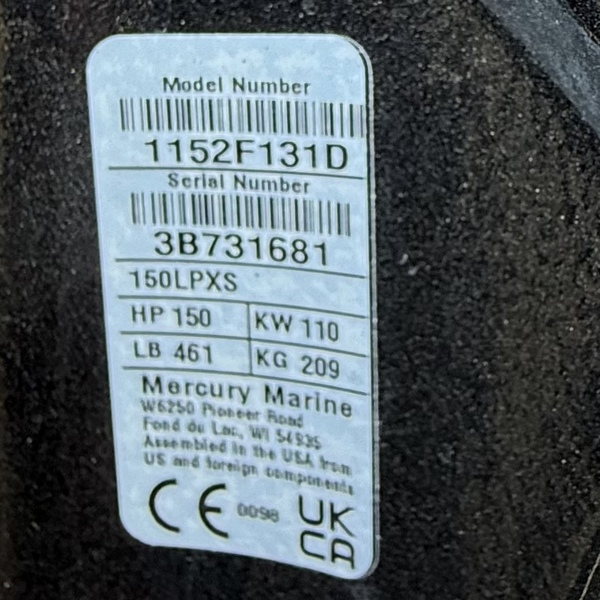 Model Number
1152F131D
Serial Number
3B731681
150LPXS
HP 150 KW 110
LB 461 KG 209
Mercury Marine
W6250 Pioneer Road
Fond du Lac, WI 54935
Assembled in the USA from
US and foreign components
CE 0098 UK
CA